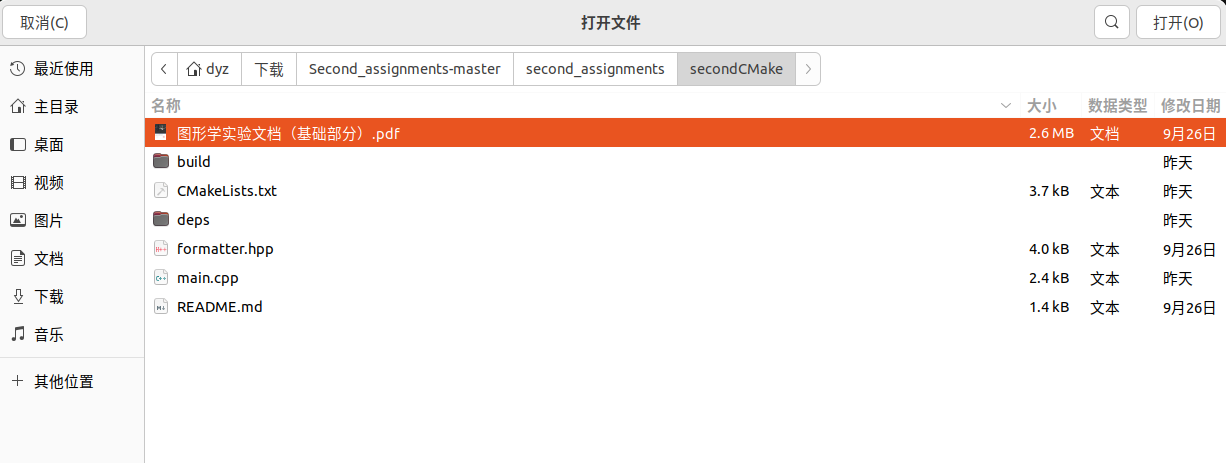 取消(C) 打开文件 打开(O)
最近使用
主目录
桌面
视频
图片
文档
下载
音乐
其他位置
dyz 下载 Second_assignments-master second_assignments secondCMake
名称 大小 数据类型 修改日期
图形学实验文档（基础部分）.pdf 2.6 MB 文档 9月26日
build 昨天
CMakeLists.txt 3.7 kB 文本 昨天
deps 昨天
formatter.hpp 4.0 kB 文本 9月26日
main.cpp 2.4 kB 文本 昨天
README.md 1.4 kB 文本 9月26日